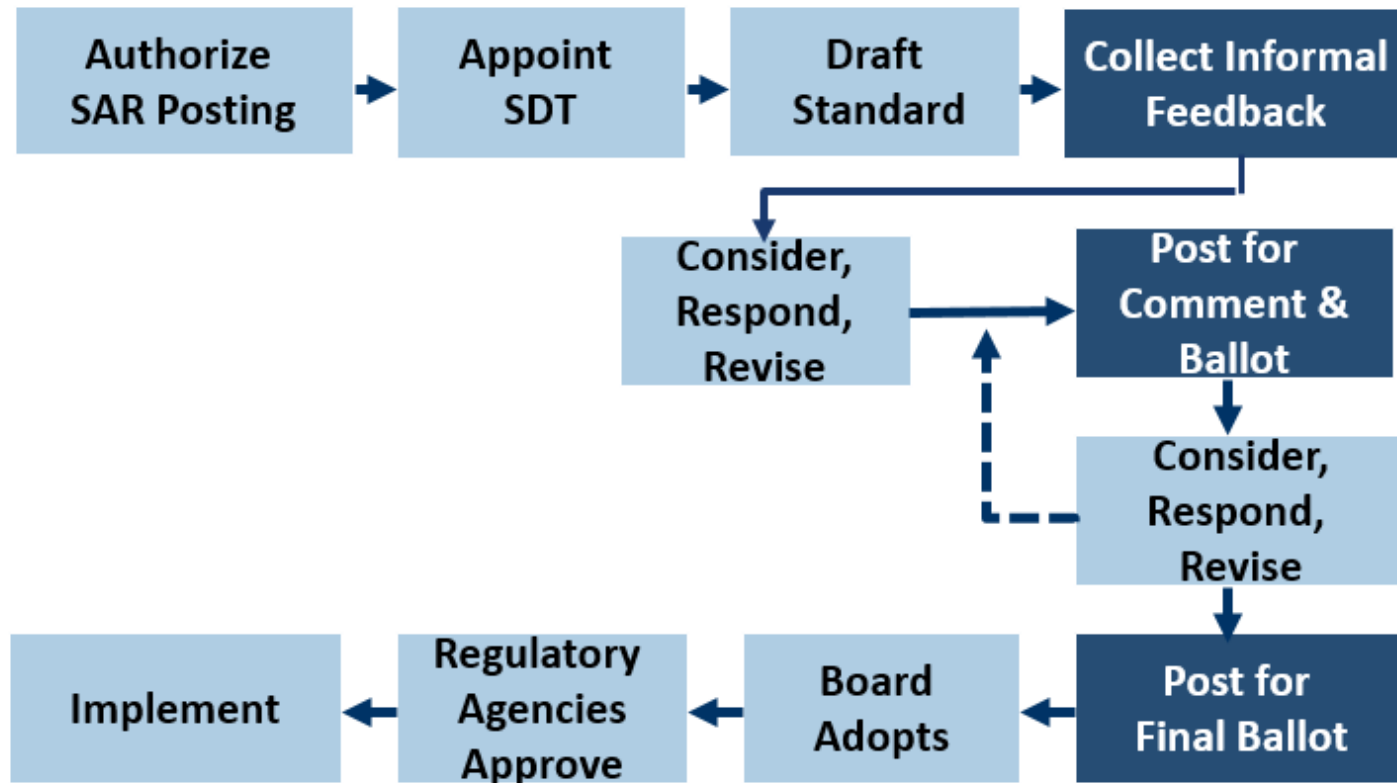 Authorize
SAR Posting
Appoint
SDT
Draft
Standard
Collect Informal
Feedback
Consider,
Respond,
Revise
Post for
Comment &
Ballot
Consider,
Respond,
Revise
Implement
Regulatory
Agencies
Approve
Board
Adopts
Post for
Final Ballot